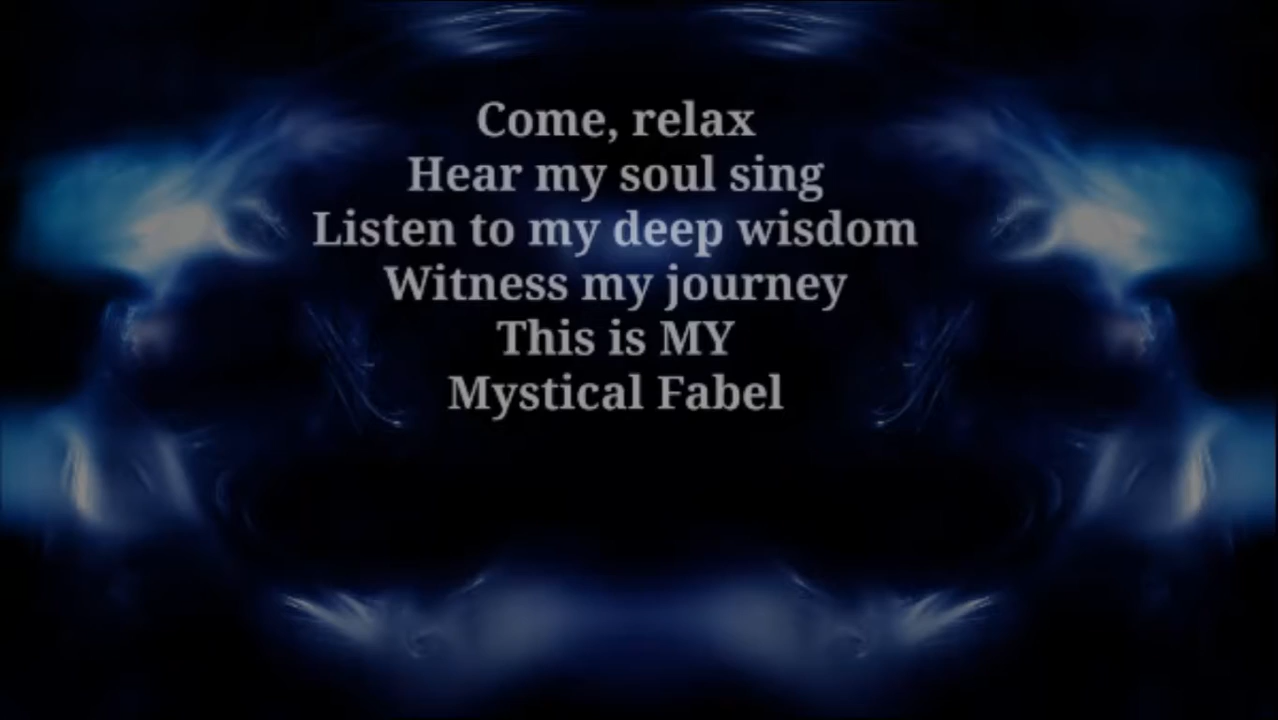 Come, relax
Hear my soul sing
Listen to my deep wisdom
Witness my journey
This is MY
Mystical Fabel